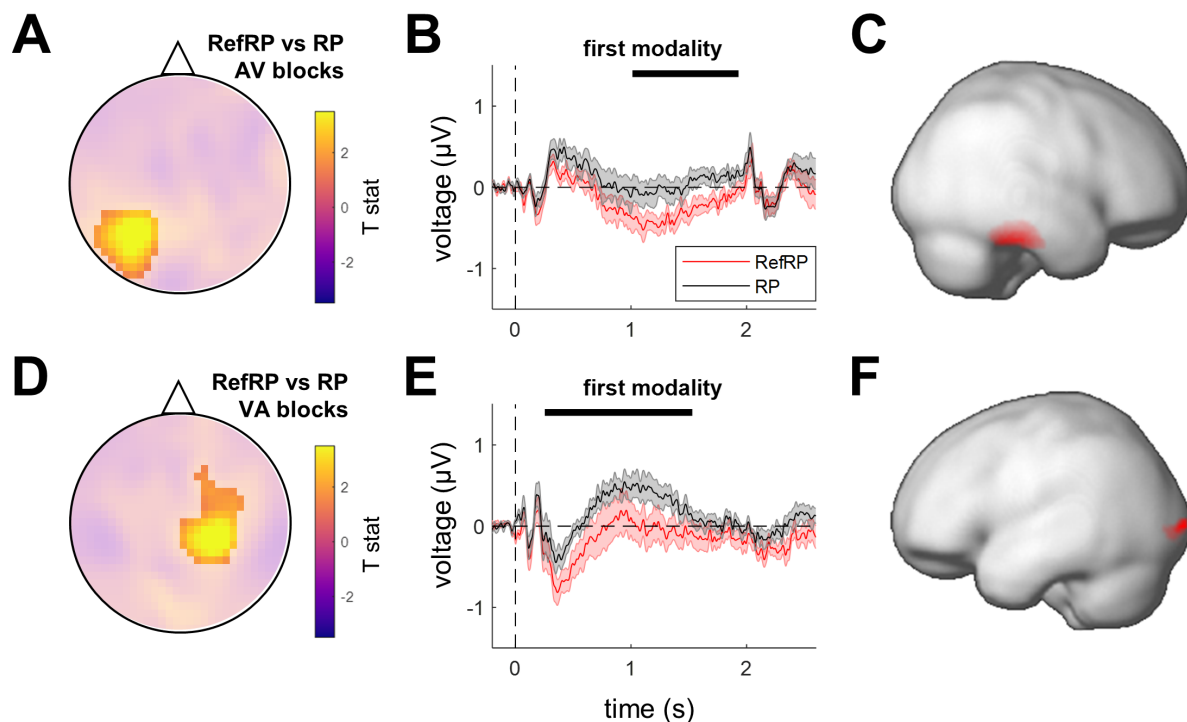 A
RefRP vs RP
AV blocks
2
0
-2
T stat
B
first modality
voltage (µV)
1
0
-1
RefRP
RP
0
1
2
C
D
RefRP vs RP
VA blocks
2
0
-2
T stat
E
first modality
voltage (µV)
1
0
-1
0
1
2
time (s)
F